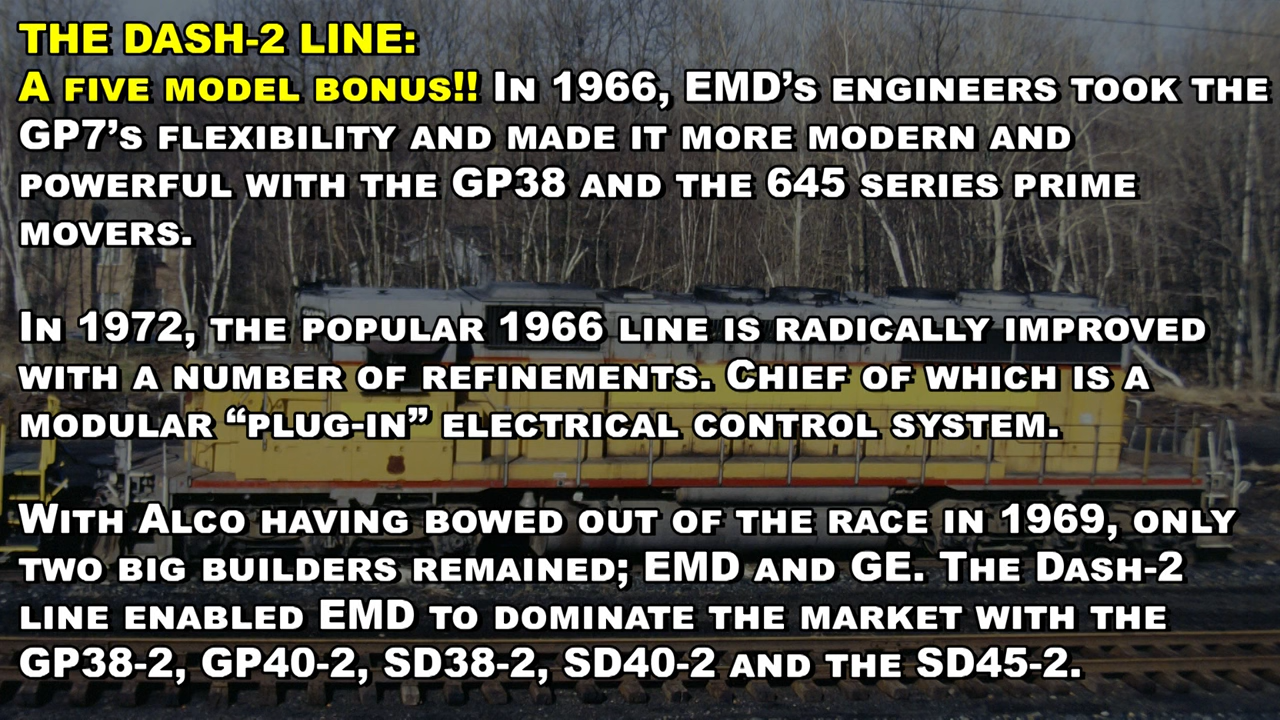 THE DASH-2 LINE:
A FIVE MODEL BONUS!! IN 1966, EMD’S ENGINEERS TOOK THE
GP7’S FLEXIBILITY AND MADE IT MORE MODERN AND
POWERFUL WITH THE GP38 AND THE 645 SERIES PRIME
MOVERS.
IN 1972, THE POPULAR 1966 LINE IS RADICALLY IMPROVED
WITH A NUMBER OF REFINEMENTS. CHIEF OF WHICH IS A
MODULAR “PLUG-IN” ELECTRICAL CONTROL SYSTEM.
WITH ALCO HAVING BOWED OUT OF THE RACE IN 1969, ONLY
TWO BIG BUILDERS REMAINED; EMD AND GE. THE DASH-2
LINE ENABLED EMD TO DOMINATE THE MARKET WITH THE
GP38-2, GP40-2, SD38-2, SD40-2 AND THE SD45-2.